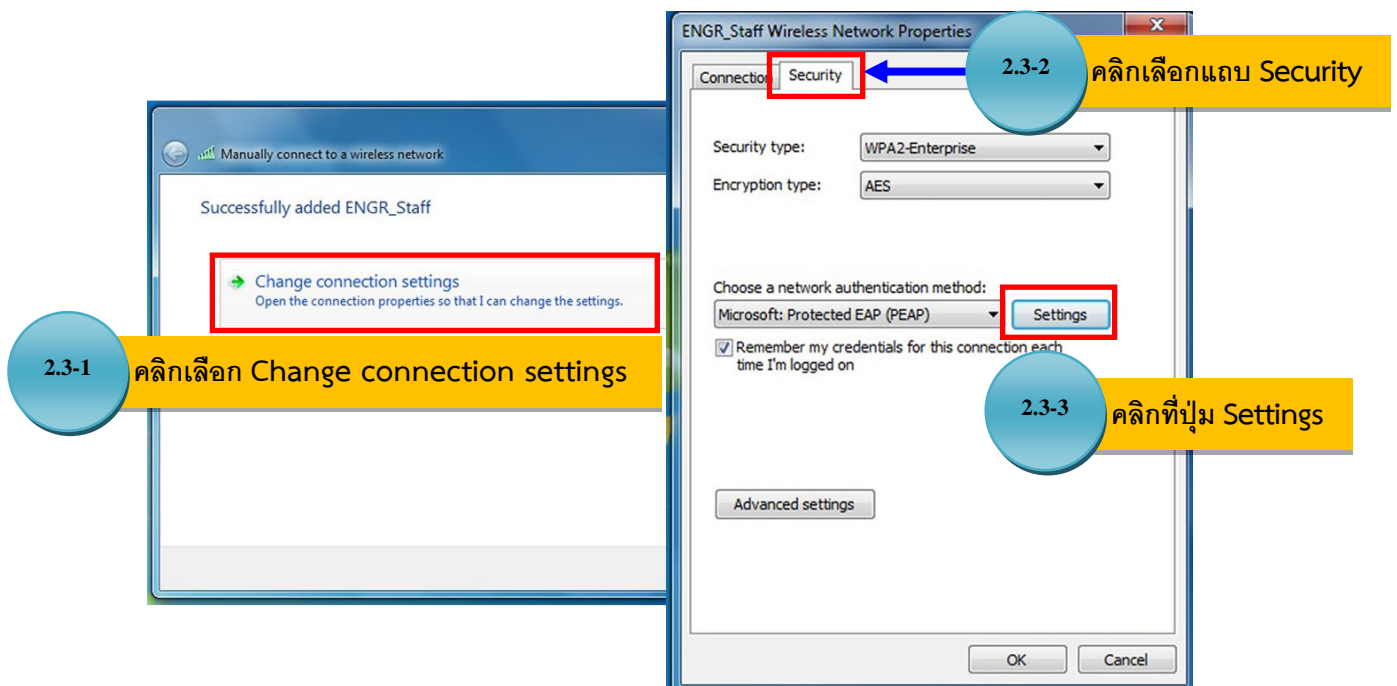 Manually connect to a wireless network
Successfully added ENGR_Staff
Change connection settings
Open the connection properties so that I can change the settings.
2.3-1
คลิกเลือก Change connection settings
ENGR_Staff Wireless Network Properties
X
2.3-2
คลิกเลือกแถบ Security
Connection
Security
Security type:
WPA2-Enterprise
Encryption type:
AES
Choose a network authentication method:
Microsoft: Protected EAP (PEAP)
Settings
Remember my credentials for this connection each
time I'm logged on
2.3-3
คลิกที่ปุ่ม Settings
Advanced settings
OK
Cancel